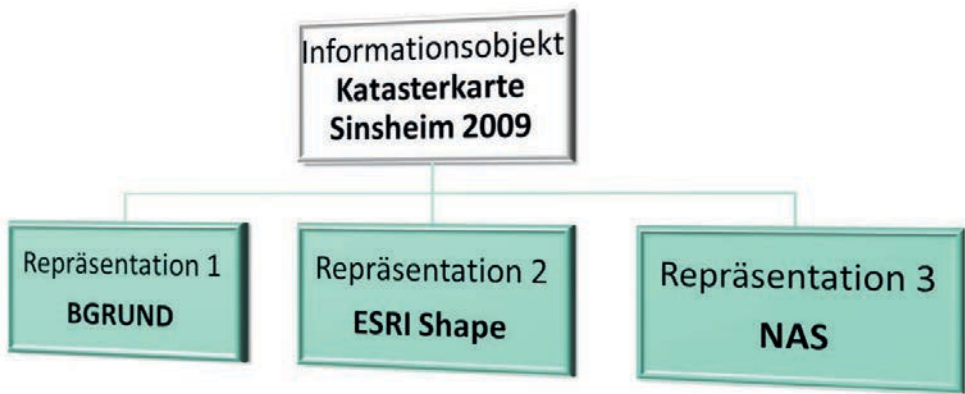 Informationsobjekt
Katasterkarte
Sinsheim 2009
Repräsentation 1
BGRUND
Repräsentation 2
ESRI Shape
Repräsentation 3
NAS